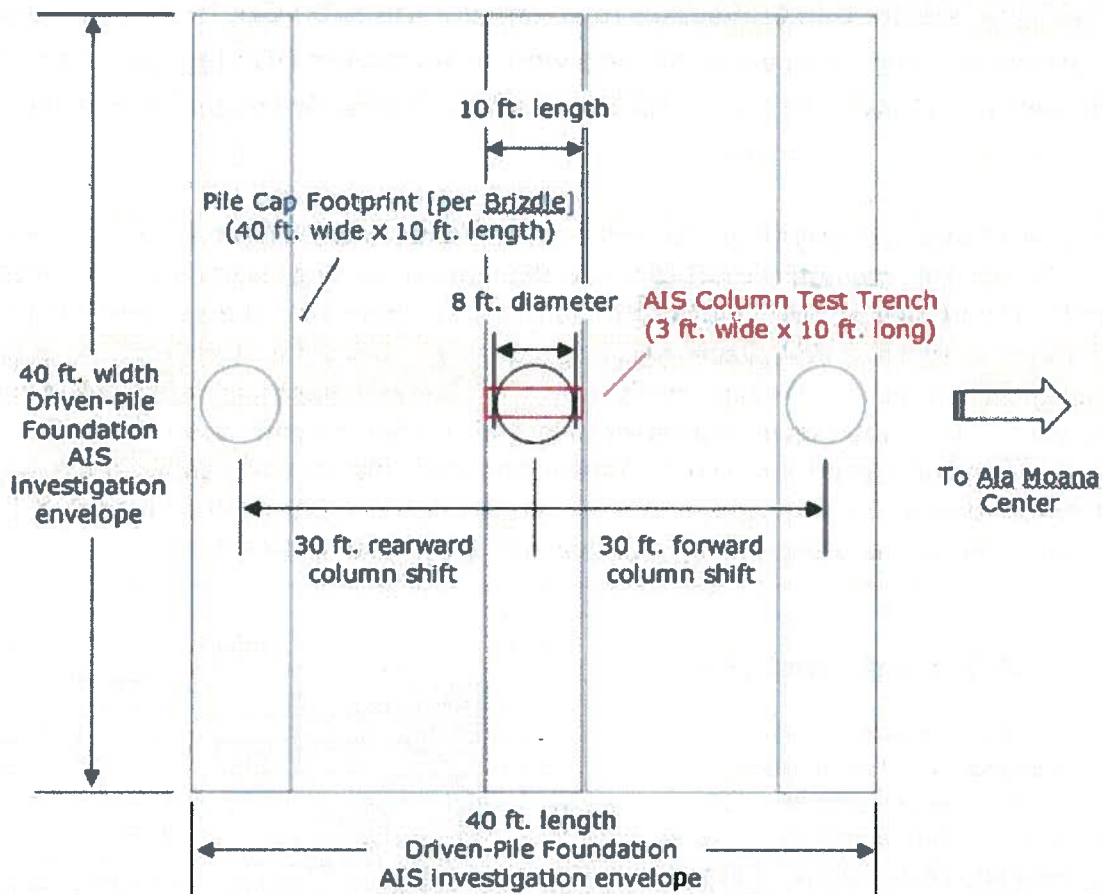 10 ft. length
Pile Cap Footprint [per Brizdle]
(40 ft. wide x 10 ft. length)
8 ft. diameter
AIS Column Test Trench
(3 ft. wide x 10 ft. long)
40 ft. width
Driven-Pile
Foundation
AIS
investigation
envelope
To Ala Moana
Center
30 ft. rearward
column shift
30 ft. forward
column shift
40 ft. length
Driven-Pile Foundation
AIS investigation envelope